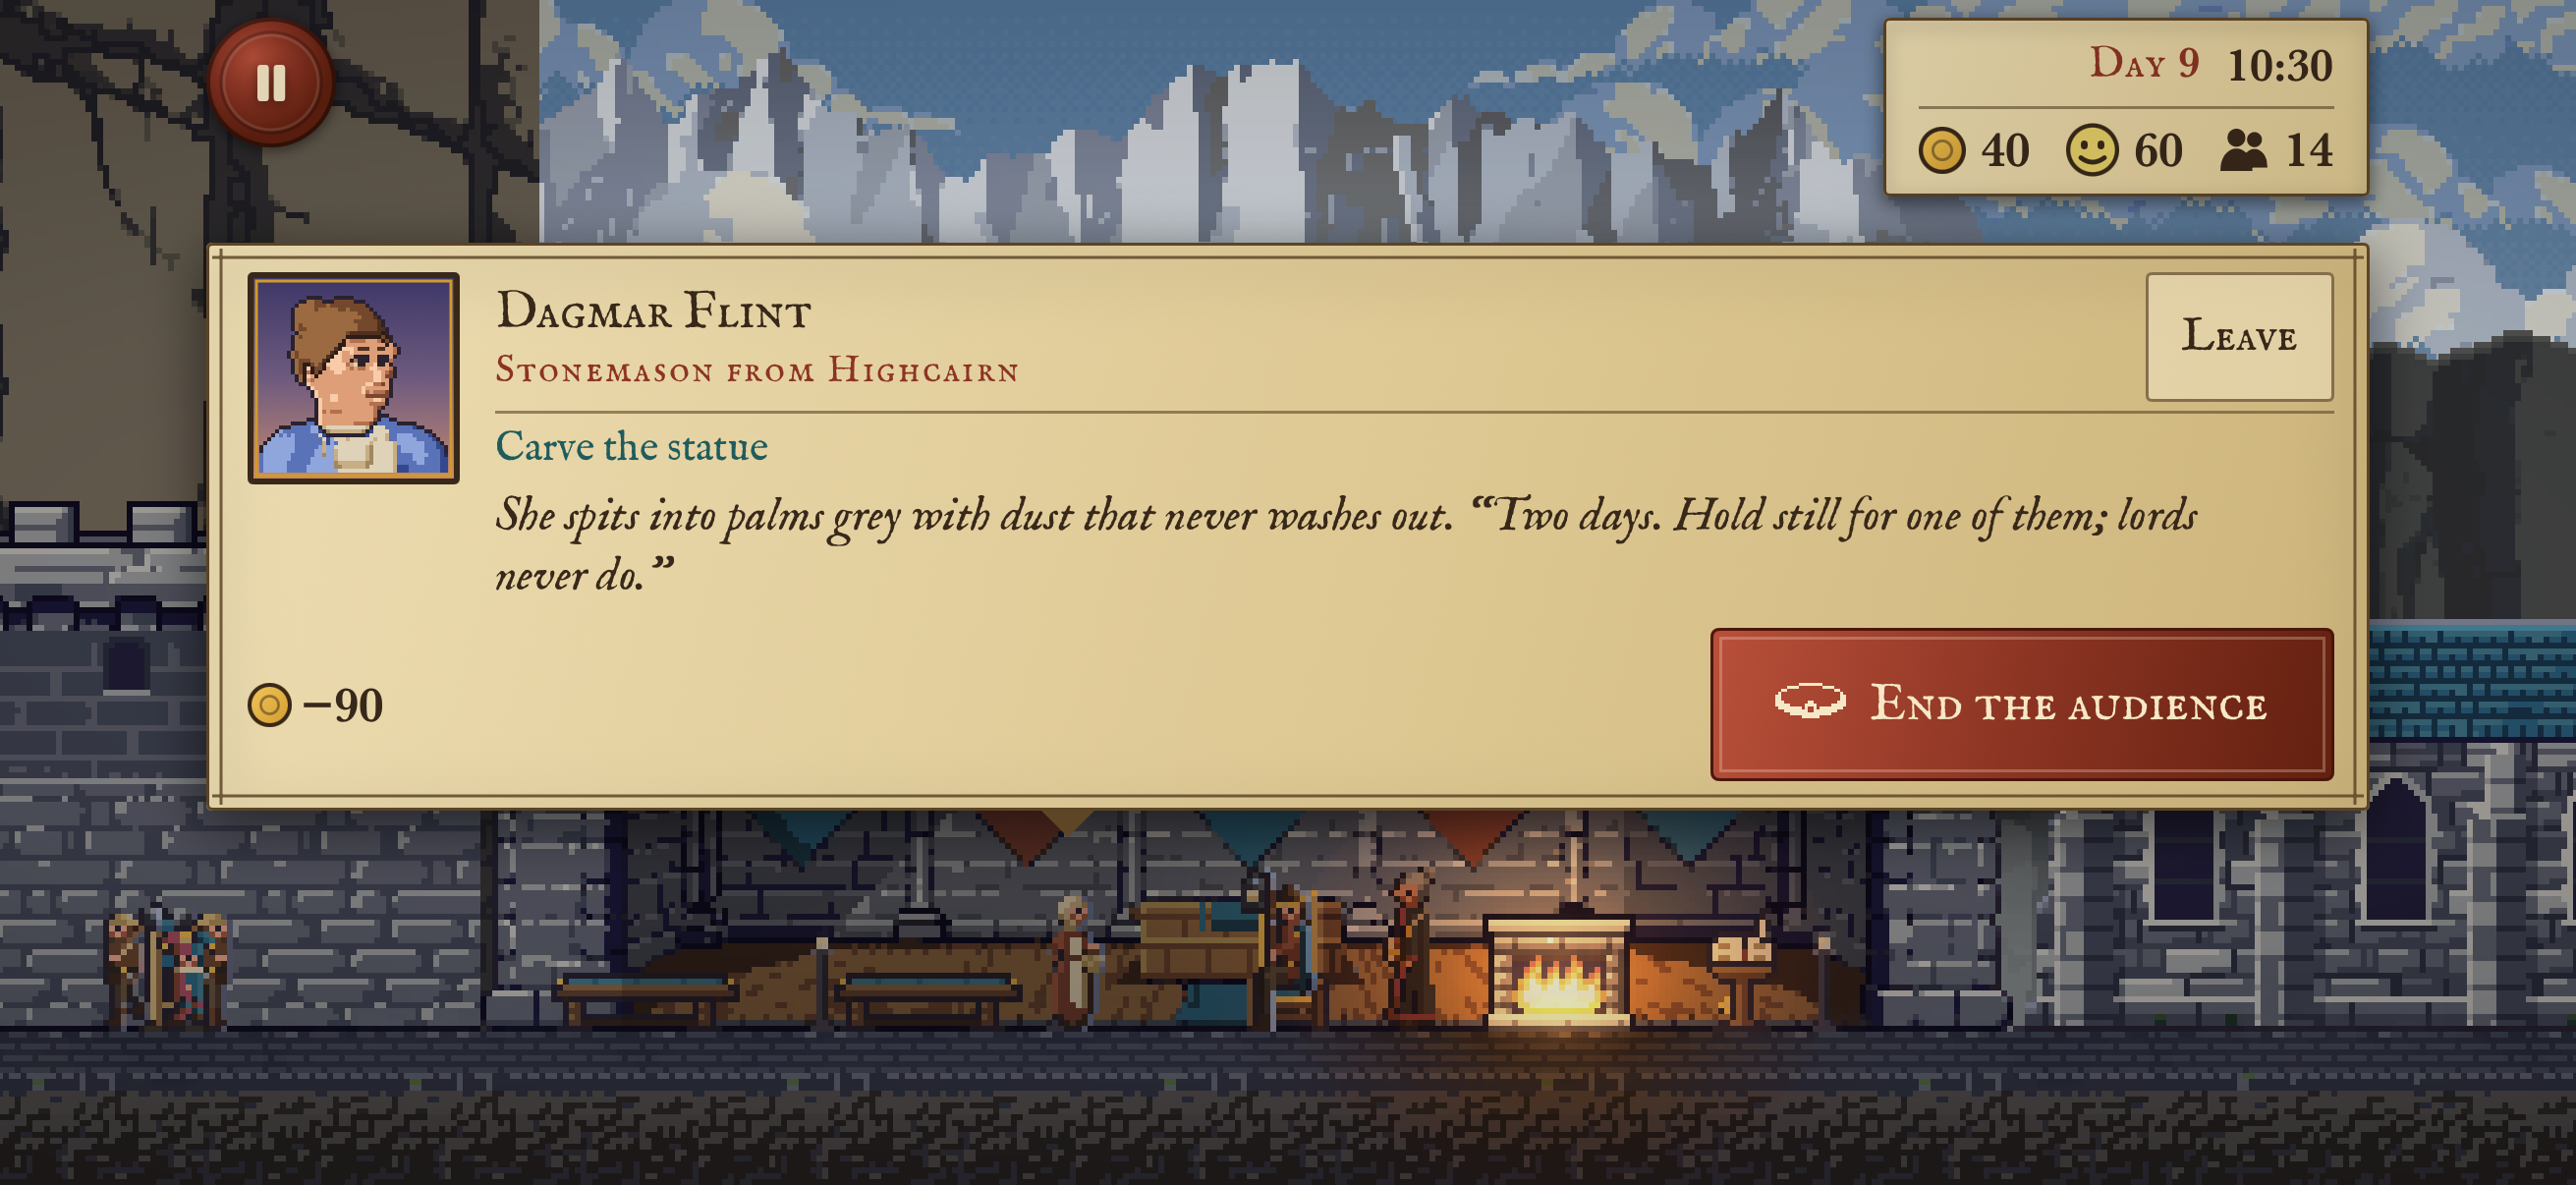 Day 9 10:30
40 60 14
Dagmar Flint
Leave
Stonemason from Highcairn
Carve the statue
She spits into palms grey with dust that never washes out. “Two days. Hold still for one of them; lords
never do.”
−90
End the audience